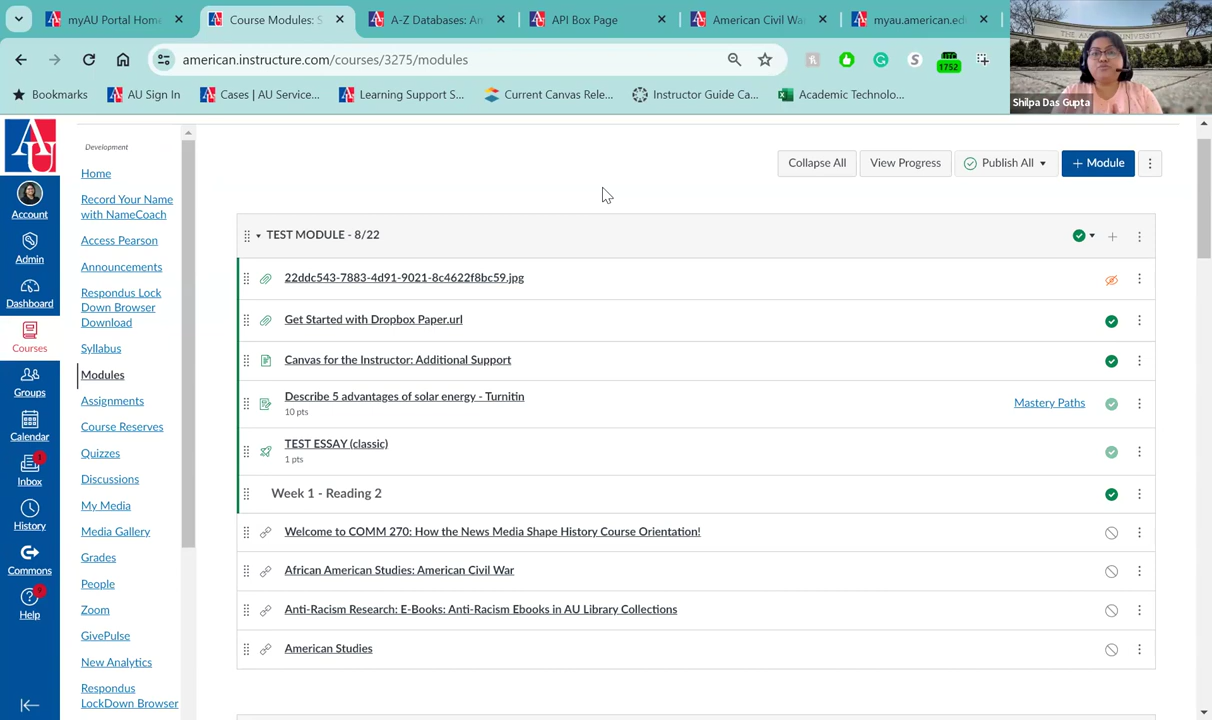 myAU Portal Hom
Course Modules: S
A-Z Databases: Am
API Box Page
American Civil Wa
myau.american.ed
american.instructure.com/courses/3275/modules
1752
THE AMERICAN UNIVERSITY
Shilpa Das Gupta
Bookmarks
AU Sign In
Cases | AU Service...
Learning Support S...
Current Canvas Rele...
Instructor Guide Ca...
Academic Technolo...
Account
Admin
Dashboard
Courses
Groups
Calendar
Inbox
History
Commons
Help
Development
Home
Record Your Name
with NameCoach
Access Pearson
Announcements
Respondus Lock
Down Browser
Download
Syllabus
Modules
Assignments
Course Reserves
Quizzes
Discussions
My Media
Media Gallery
Grades
People
Zoom
GivePulse
New Analytics
Respondus
LockDown Browser
Collapse All
View Progress
Publish All
+ Module
TEST MODULE - 8/22
22ddc543-7883-4d91-9021-8c4622f8bc59.jpg
Get Started with Dropbox Paper.url
Canvas for the Instructor: Additional Support
Describe 5 advantages of solar energy - Turnitin
10 pts
Mastery Paths
TEST ESSAY (classic)
1 pts
Week 1 - Reading 2
Welcome to COMM 270: How the News Media Shape History Course Orientation!
African American Studies: American Civil War
Anti-Racism Research: E-Books: Anti-Racism Ebooks in AU Library Collections
American Studies